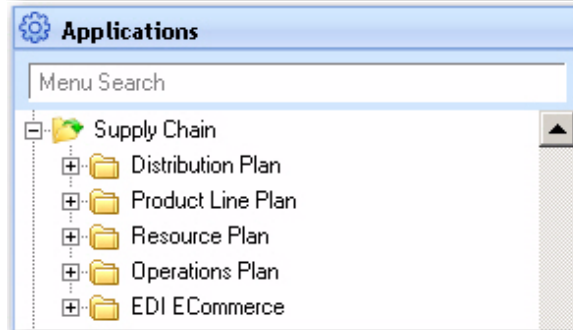 Applications
Menu Search
Supply Chain
Distribution Plan
Product Line Plan
Resource Plan
Operations Plan
EDI ECommerce